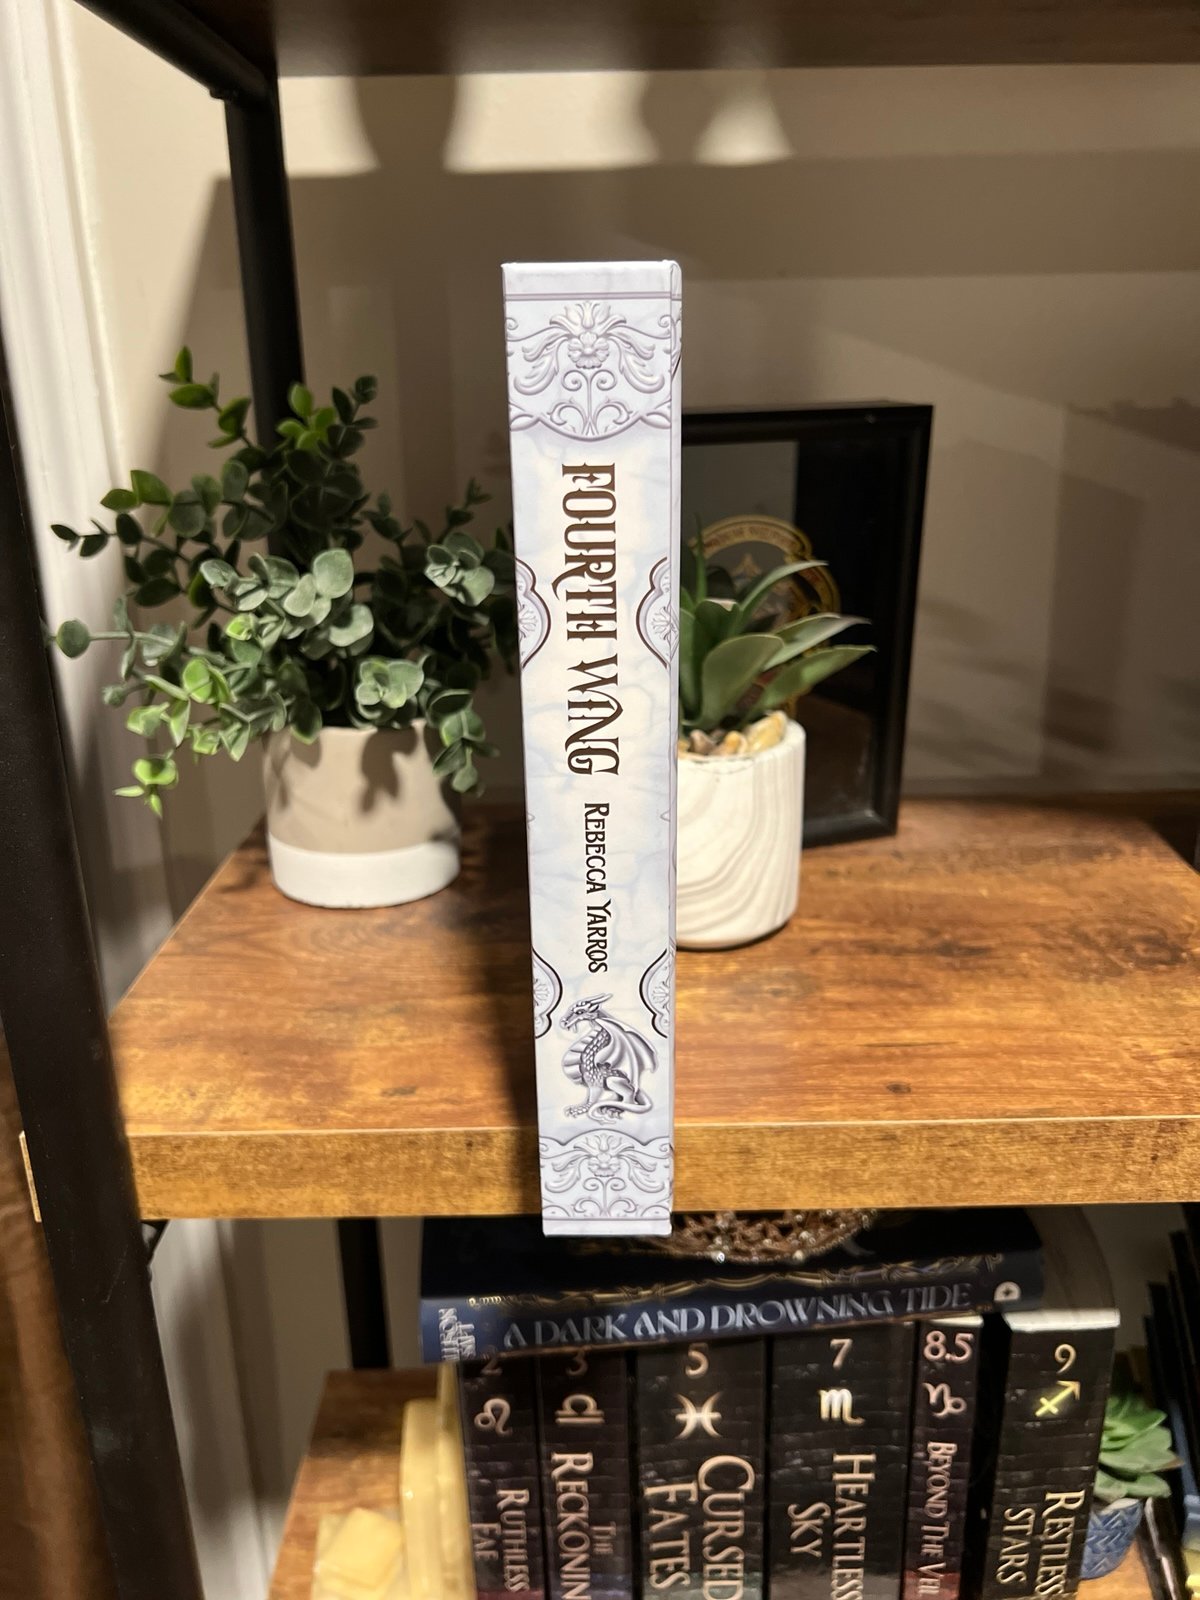 FOURTH WING
REBECCA YARROS
A DARK AND DROWNING TIDE
2
RUTHLESS
FAE
3
THE
RECKONING
5
CURSED
FATES
7
HEARTLESS
SKY
8.5
BEYOND THE VEIL
9
RESTLESS
STARS